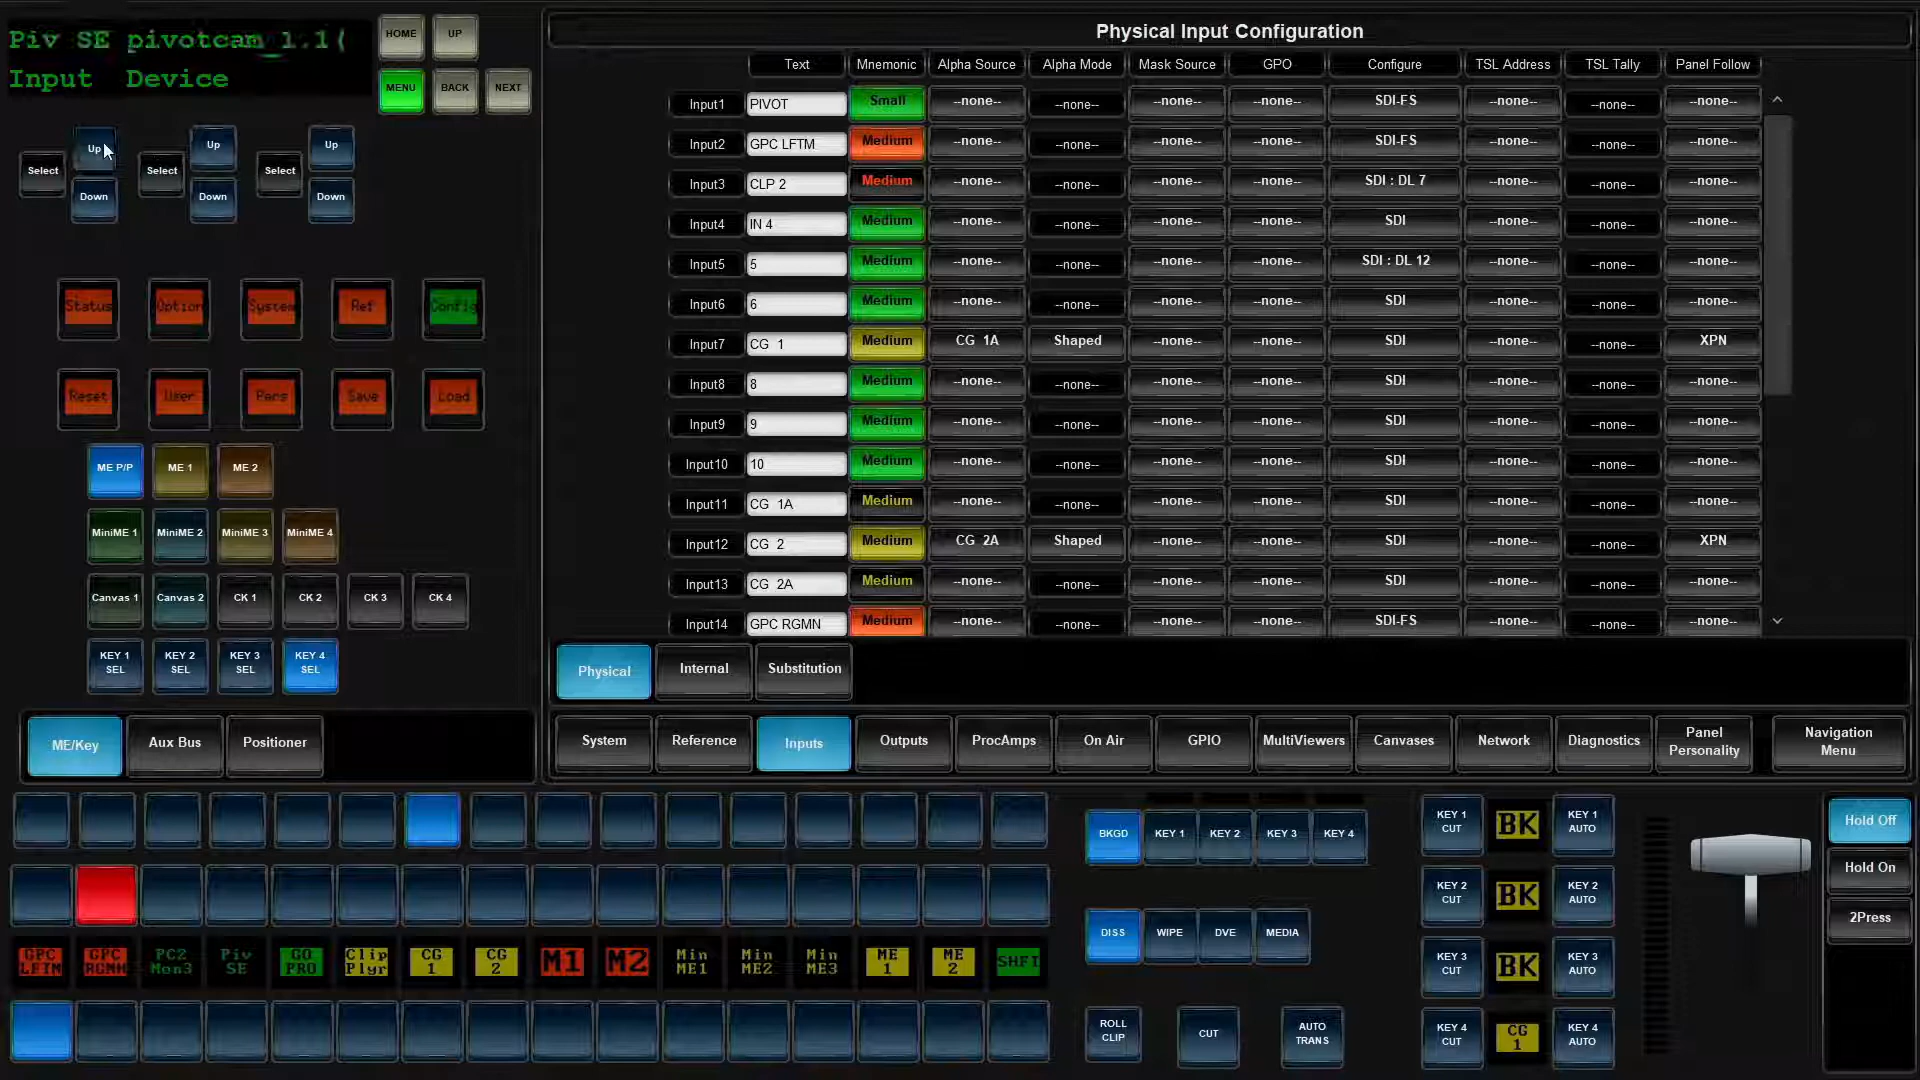 Piv SE pivotcam_1.1(
Input Device
HOME UP
MENU BACK NEXT
Up Up Up
Select Select Select
Down Down Down
Status Option System Ref Config
Reset User Pers Save Load
ME P/P ME 1 ME 2
MiniME 1 MiniME 2 MiniME 3 MiniME 4
Canvas 1 Canvas 2 CK 1 CK 2 CK 3 CK 4
KEY 1 SEL KEY 2 SEL KEY 3 SEL KEY 4 SEL
ME/Key Aux Bus Positioner
Physical Input Configuration
Text Mnemonic Alpha Source Alpha Mode Mask Source GPO Configure TSL Address TSL Tally Panel Follow
Input1 PIVOT Small --none-- --none-- --none-- --none-- SDI-FS --none-- --none-- --none--
Input2 GPC LFTM Medium --none-- --none-- --none-- --none-- SDI-FS --none-- --none-- --none--
Input3 CLP 2 Medium --none-- --none-- --none-- --none-- SDI : DL 7 --none-- --none-- --none--
Input4 IN 4 Medium --none-- --none-- --none-- --none-- SDI --none-- --none-- --none--
Input5 5 Medium --none-- --none-- --none-- --none-- SDI : DL 12 --none-- --none-- --none--
Input6 6 Medium --none-- --none-- --none-- --none-- SDI --none-- --none-- --none--
Input7 CG 1 Medium CG 1A Shaped --none-- --none-- SDI --none-- --none-- XPN
Input8 8 Medium --none-- --none-- --none-- --none-- SDI --none-- --none-- --none--
Input9 9 Medium --none-- --none-- --none-- --none-- SDI --none-- --none-- --none--
Input10 10 Medium --none-- --none-- --none-- --none-- SDI --none-- --none-- --none--
Input11 CG 1A Medium --none-- --none-- --none-- --none-- SDI --none-- --none-- --none--
Input12 CG 2 Medium CG 2A Shaped --none-- --none-- SDI --none-- --none-- XPN
Input13 CG 2A Medium --none-- --none-- --none-- --none-- SDI --none-- --none-- --none--
Input14 GPC RGMN Medium --none-- --none-- --none-- --none-- SDI-FS --none-- --none-- --none--
Physical Internal Substitution
System Reference Inputs Outputs ProcAmps On Air GPIO MultiViewers Canvases Network Diagnostics Panel Personality Navigation Menu
GPC LFTM GPC RGMN PC2 Mon3 Piv SE GO PRO Clip Plyr CG 1 CG 2 M1 M2 Min ME1 Min ME2 Min ME3 ME 1 ME 2 SHFT
BKGD KEY 1 KEY 2 KEY 3 KEY 4
DISS WIPE DVE MEDIA
ROLL CLIP CUT AUTO TRANS
KEY 1 CUT BK KEY 1 AUTO
KEY 2 CUT BK KEY 2 AUTO
KEY 3 CUT BK KEY 3 AUTO
KEY 4 CUT CG 1 KEY 4 AUTO
Hold Off
Hold On
2Press